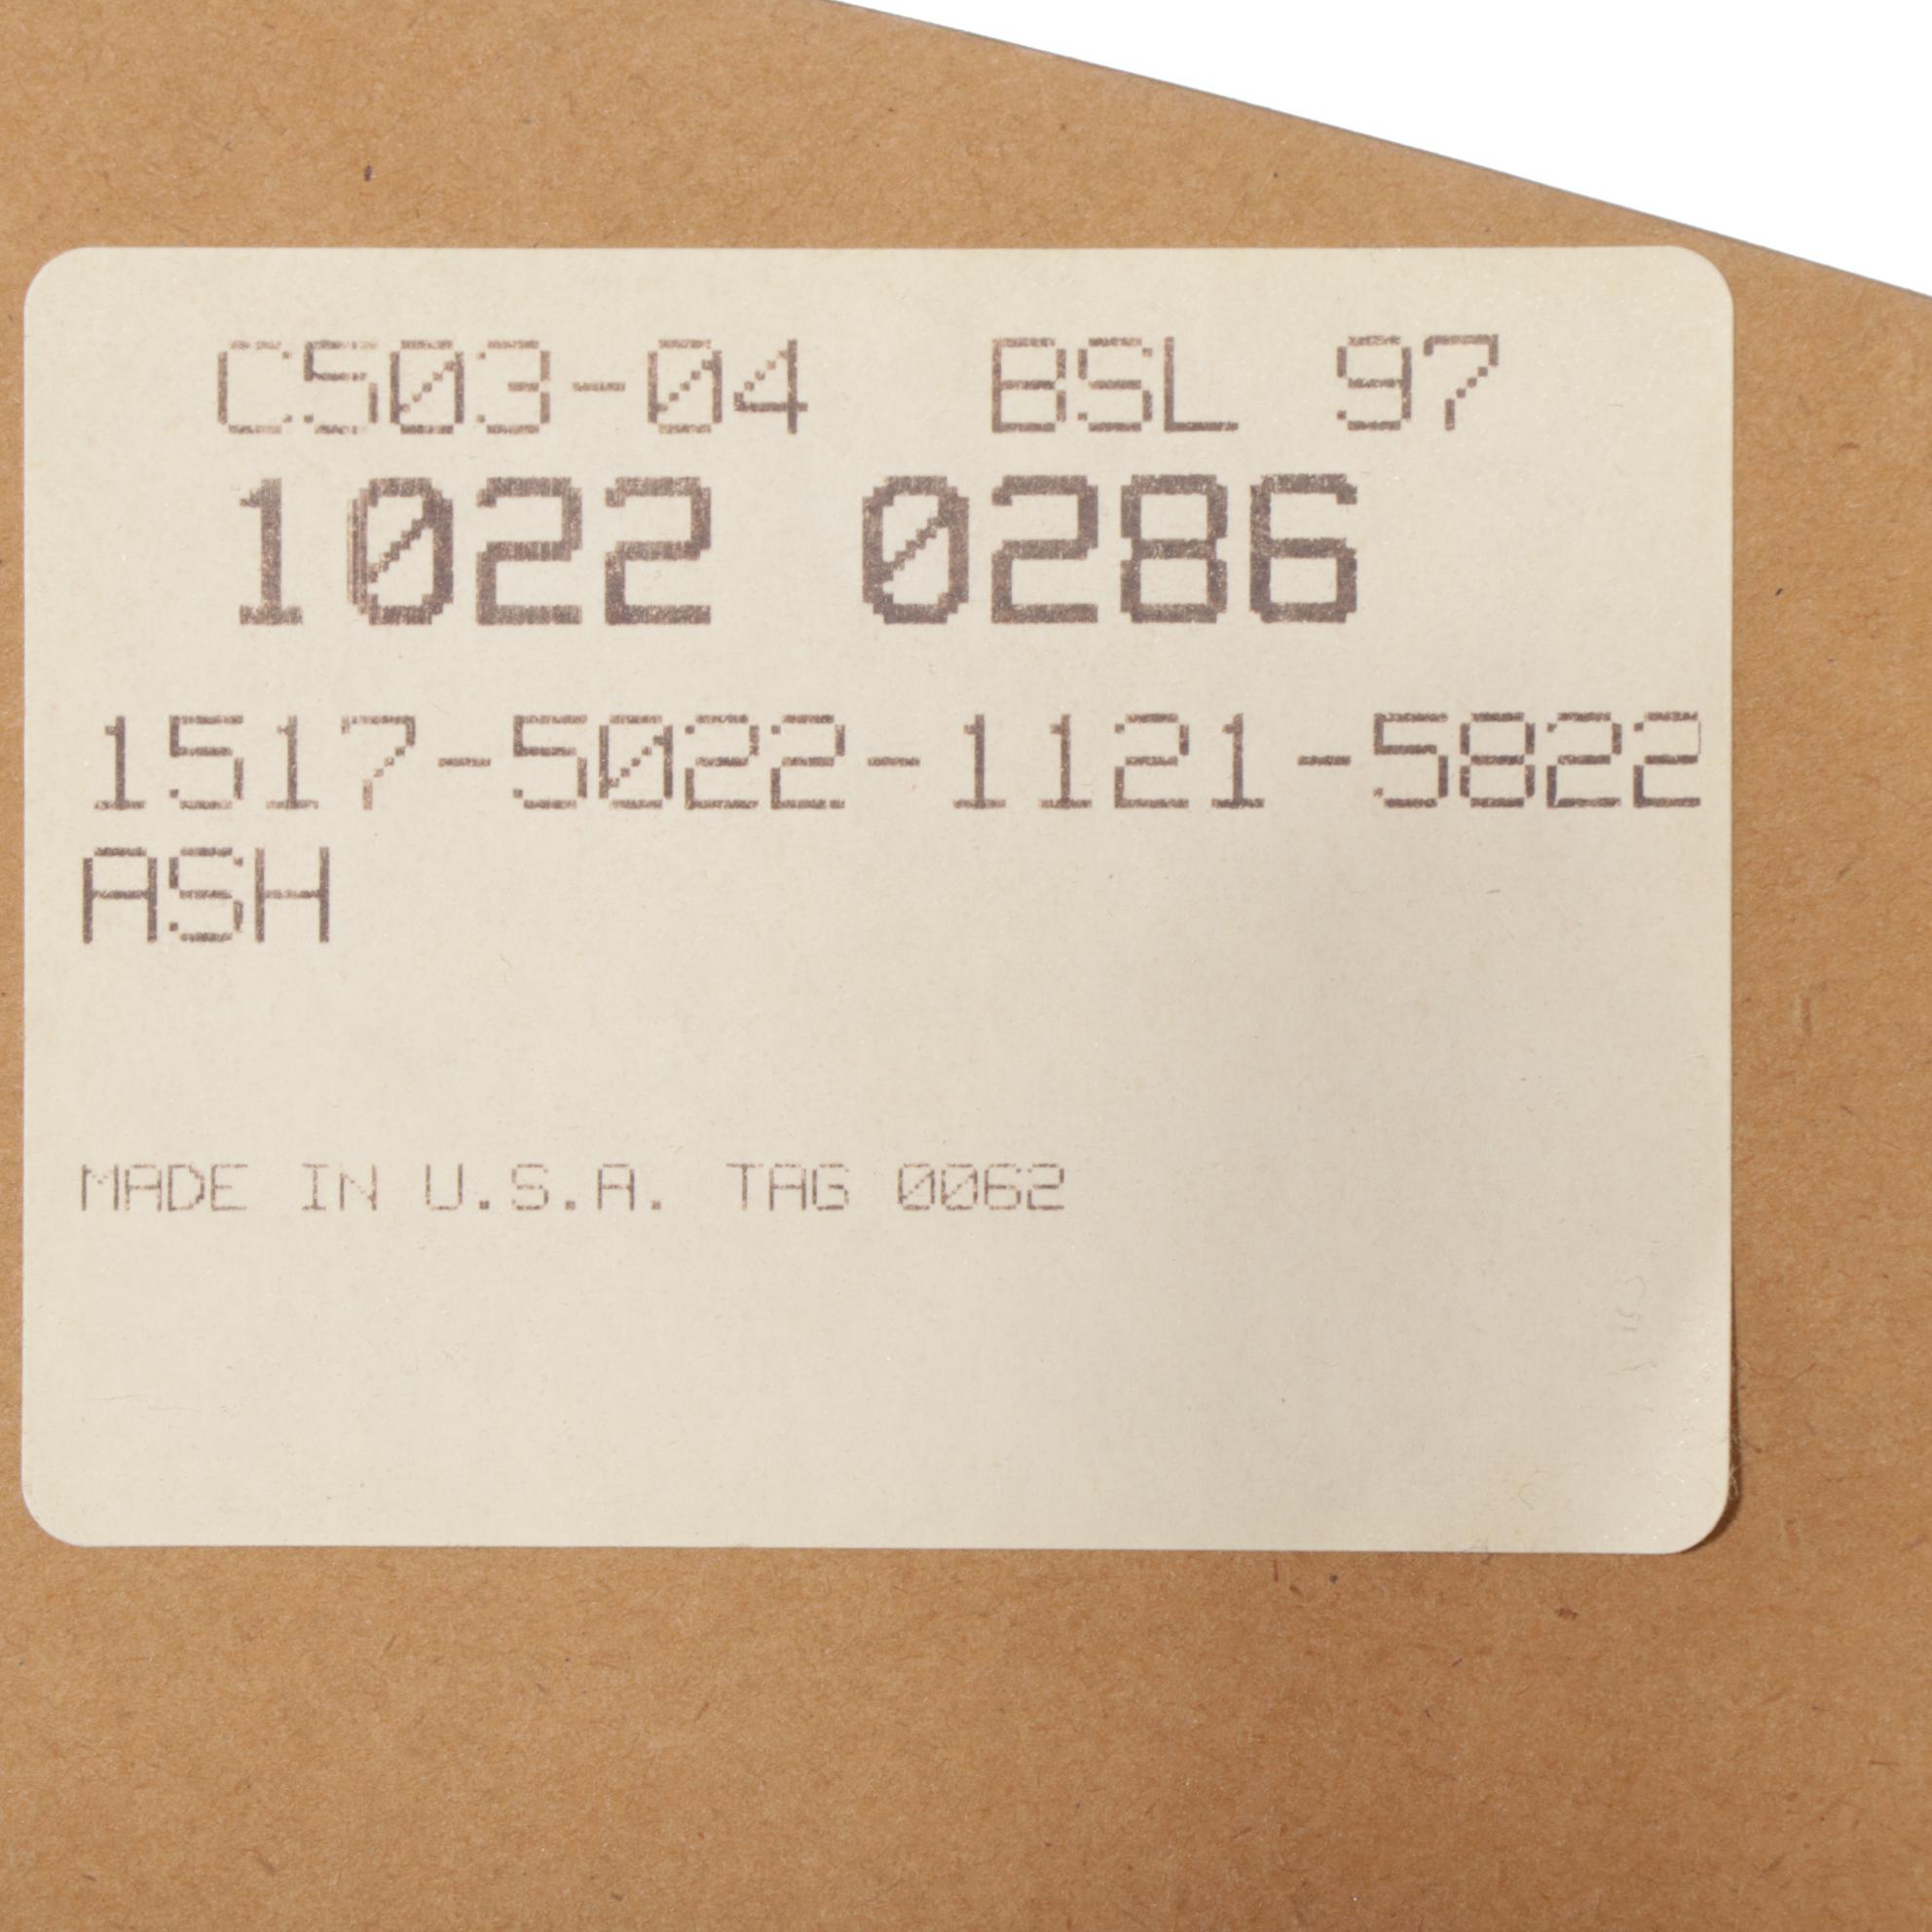 C503-04 BSL 97
1022 0286
1517-5022-1121-5822
ASH
MADE IN U.S.A. TAG 0062